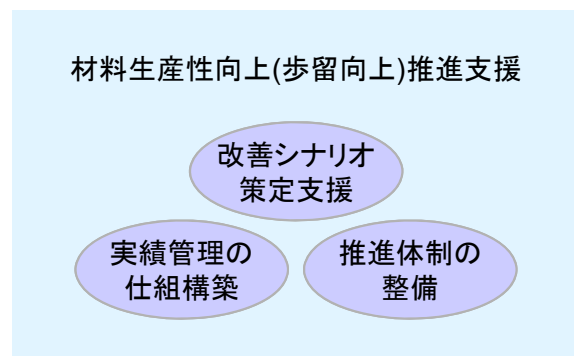 材料生産性向上(歩留向上)推進支援
改善シナリオ
策定支援
実績管理の
仕組構築
推進体制の
整備